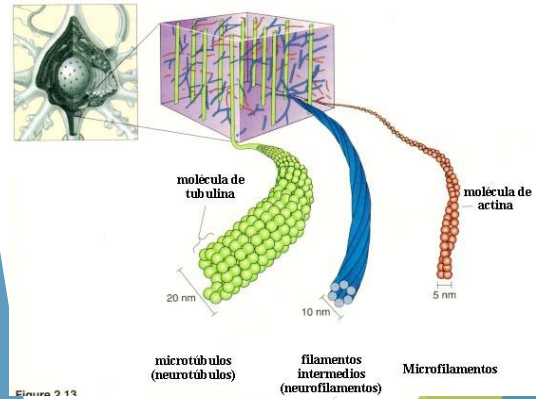 molécula de
tubulina
molécula de
actina
20 nm
10 nm
5 nm
microtúbulos
(neurotúbulos)
filamentos
intermedios
(neurofilamentos)
Microfilamentos
Figure 2.13